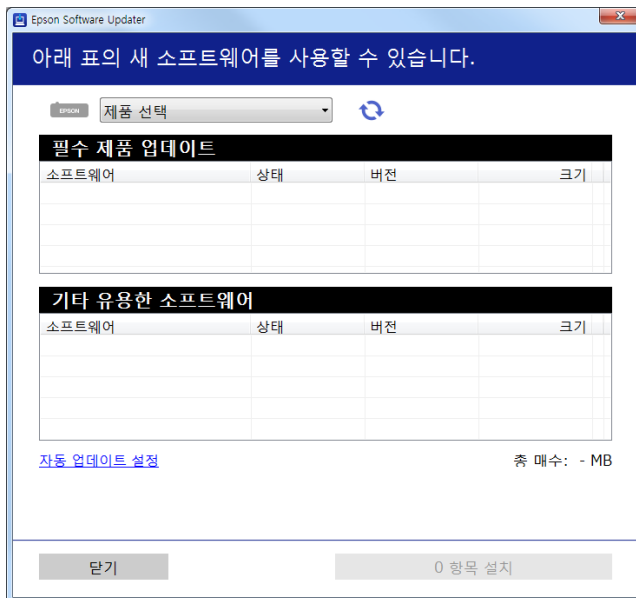 Epson Software Updater
아래 표의 새 소프트웨어를 사용할 수 있습니다.
EPSON 제품 선택
필수 제품 업데이트
소프트웨어 상태 버전 크기
기타 유용한 소프트웨어
소프트웨어 상태 버전 크기
자동 업데이트 설정 총 매수: - MB
닫기 0 항목 설치